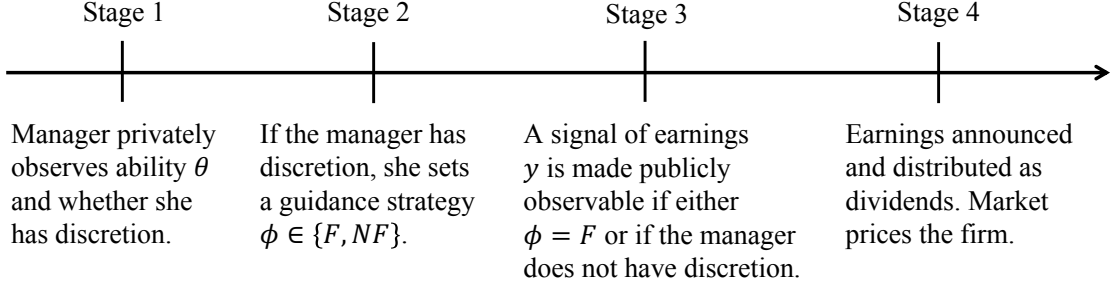 Stage 1
Stage 2
Stage 3
Stage 4
Manager privately
observes ability θ
and whether she
has discretion.
If the manager has
discretion, she sets
a guidance strategy
ϕ ∈ {F, NF}.
A signal of earnings
y is made publicly
observable if either
ϕ = F or if the manager
does not have discretion.
Earnings announced
and distributed as
dividends. Market
prices the firm.